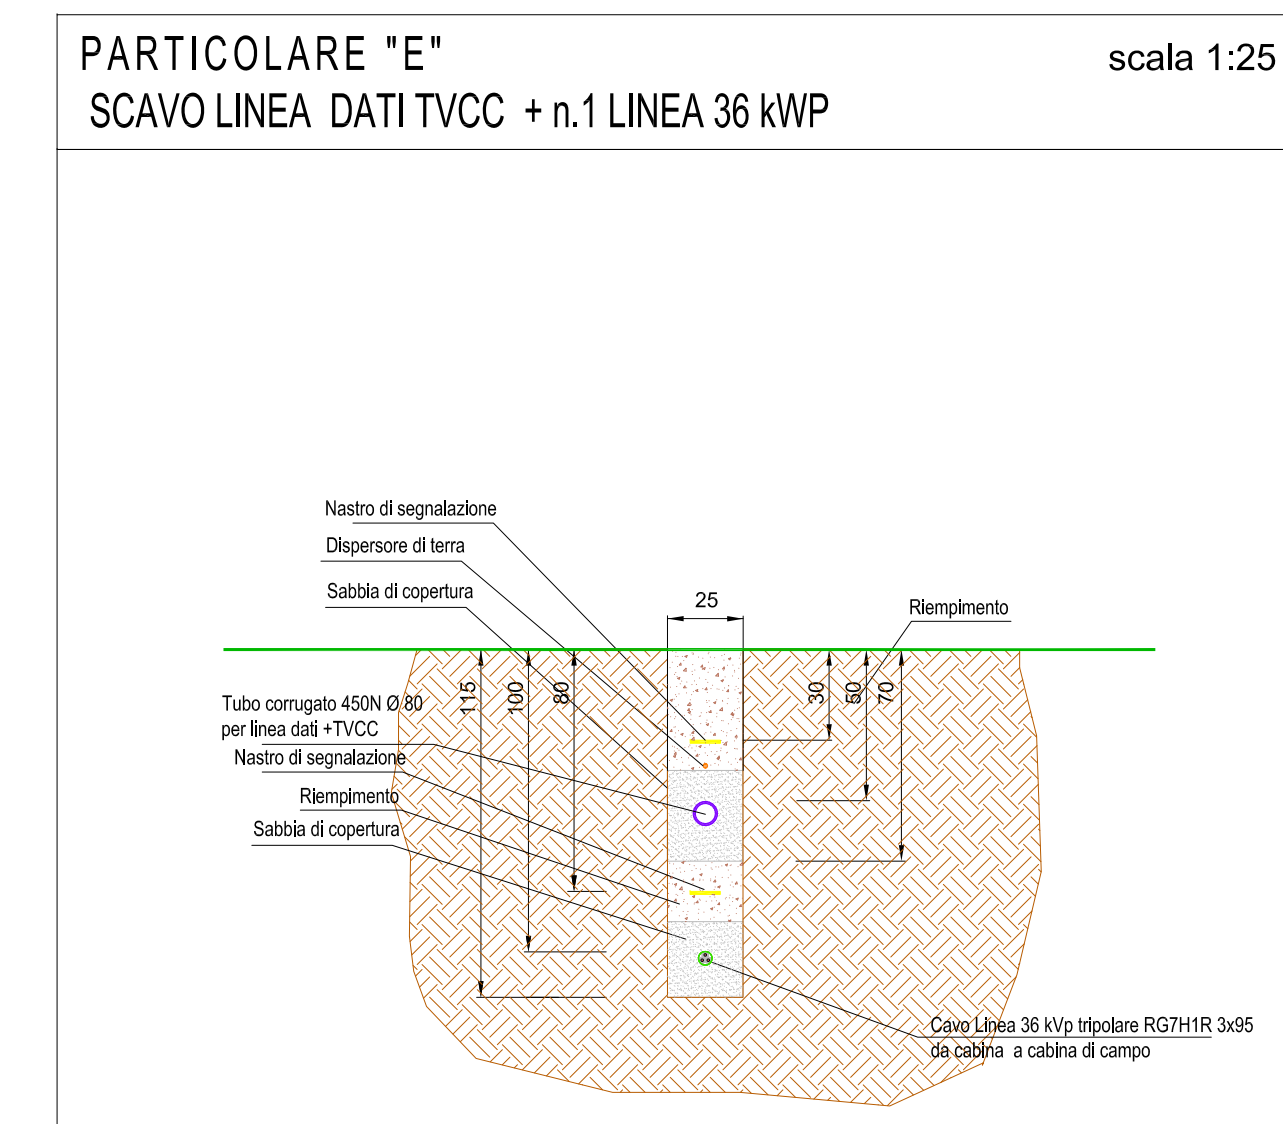 PARTICOLARE "E"
scala 1:25
SCAVO LINEA DATI TVCC + n.1 LINEA 36 kWP
Nastro di segnalazione
Dispersore di terra
Sabbia di copertura
25
Riempimento
115
100
80
30
50
70
Tubo corrugato 450N Ø 80
per linea dati +TVCC
Nastro di segnalazione
Riempimento
Sabbia di copertura
Cavo Linea 36 kVp tripolare RG7H1R 3x95
da cabina a cabina di campo